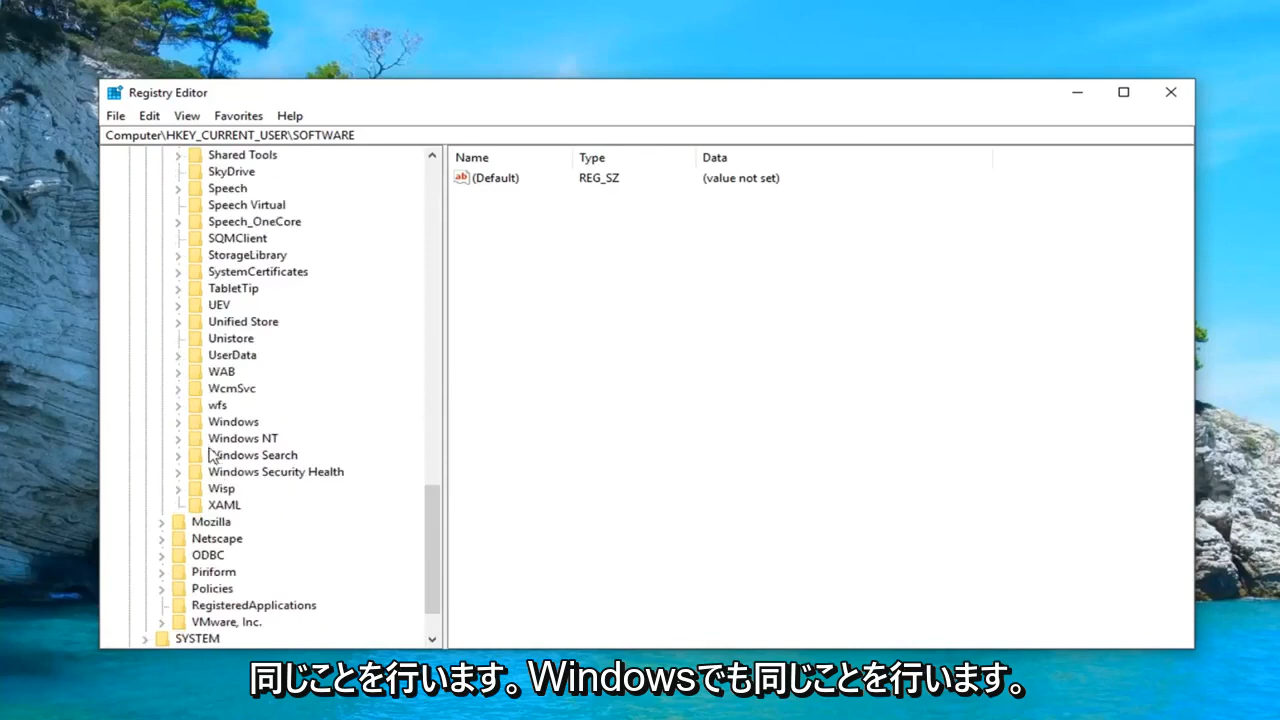 Registry Editor
File Edit View Favorites Help
Computer\HKEY_CURRENT_USER\SOFTWARE
Shared Tools
SkyDrive
Speech
Speech Virtual
Speech_OneCore
SQMClient
StorageLibrary
SystemCertificates
TabletTip
UEV
Unified Store
Unistore
UserData
WAB
WcmSvc
wfs
Windows
Windows NT
Windows Search
Windows Security Health
Wisp
XAML
Mozilla
Netscape
ODBC
Piriform
Policies
RegisteredApplications
VMware, Inc.
SYSTEM
Name Type Data
ab (Default) REG_SZ (value not set)
同じことを行います。Windowsでも同じことを行います。